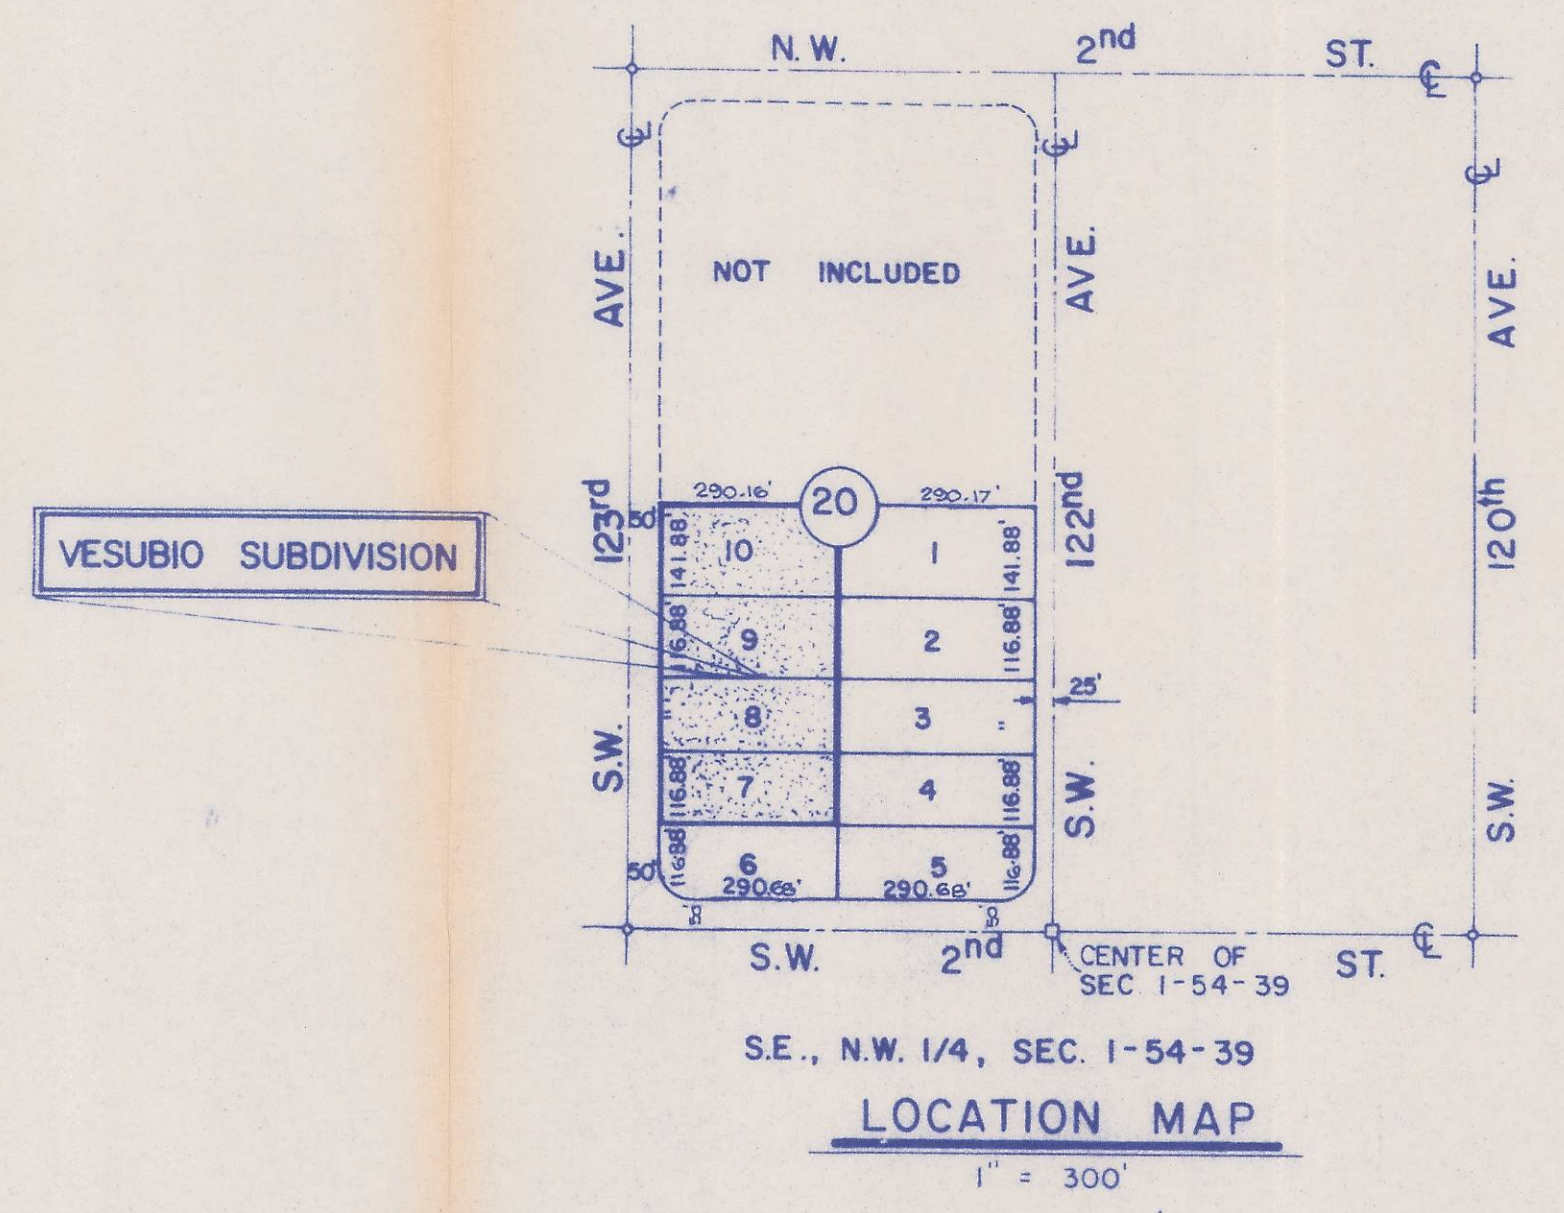 N.W. 2nd ST. ℄
℄ ℄ ℄
AVE. AVE. AVE.
NOT INCLUDED
123rd 122nd 120th
290.16' 20 290.17'
50'
VESUBIO SUBDIVISION
141.88' 10 1 141.88'
116.88' 9 2 116.88'
" 8 3 "
25'
S.W. S.W. S.W.
116.88' 7 4 116.88'
116.88' 6 5 116.88'
50' 290.68' 290.68'
S.W. 2nd ST. ℄
CENTER OF
SEC. 1-54-39
S.E., N.W. 1/4, SEC. 1-54-39
LOCATION MAP
1" = 300'